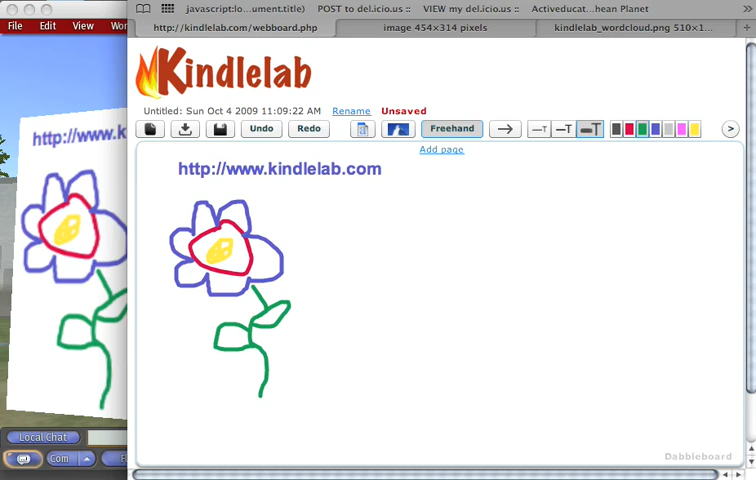 javascript:lo...ument.title) POST to del.icio.us :: VIEW my del.icio.us :: Activeducat...hean Planet
File Edit View
http://kindlelab.com/webboard.php image 454×314 pixels kindlelab_wordcloud.png 510×1...
Kindlelab
Untitled: Sun Oct 4 2009 11:09:22 AM Rename Unsaved
Undo Redo Freehand T T T >
Add page
http://www.k
http://www.kindlelab.com
Local Chat
Com
Dabbleboard